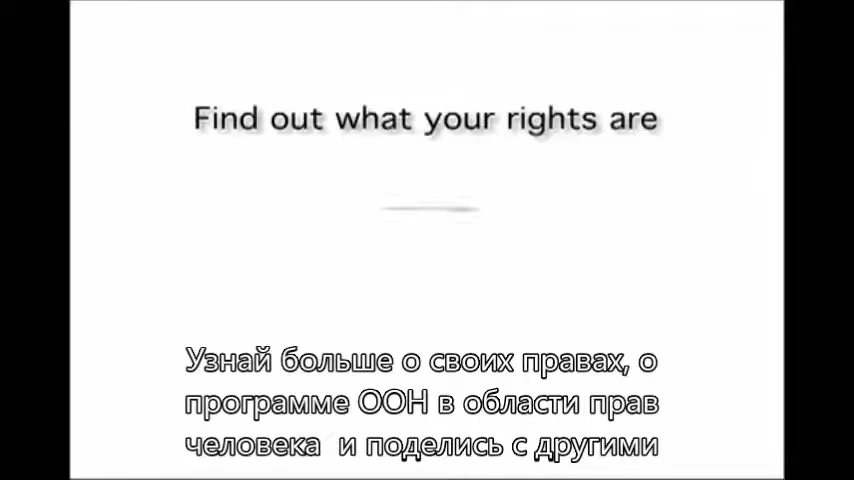 Find out what your rights are
Узнай больше о своих правах, о
программе ООН в области прав
человека и поделись с другими